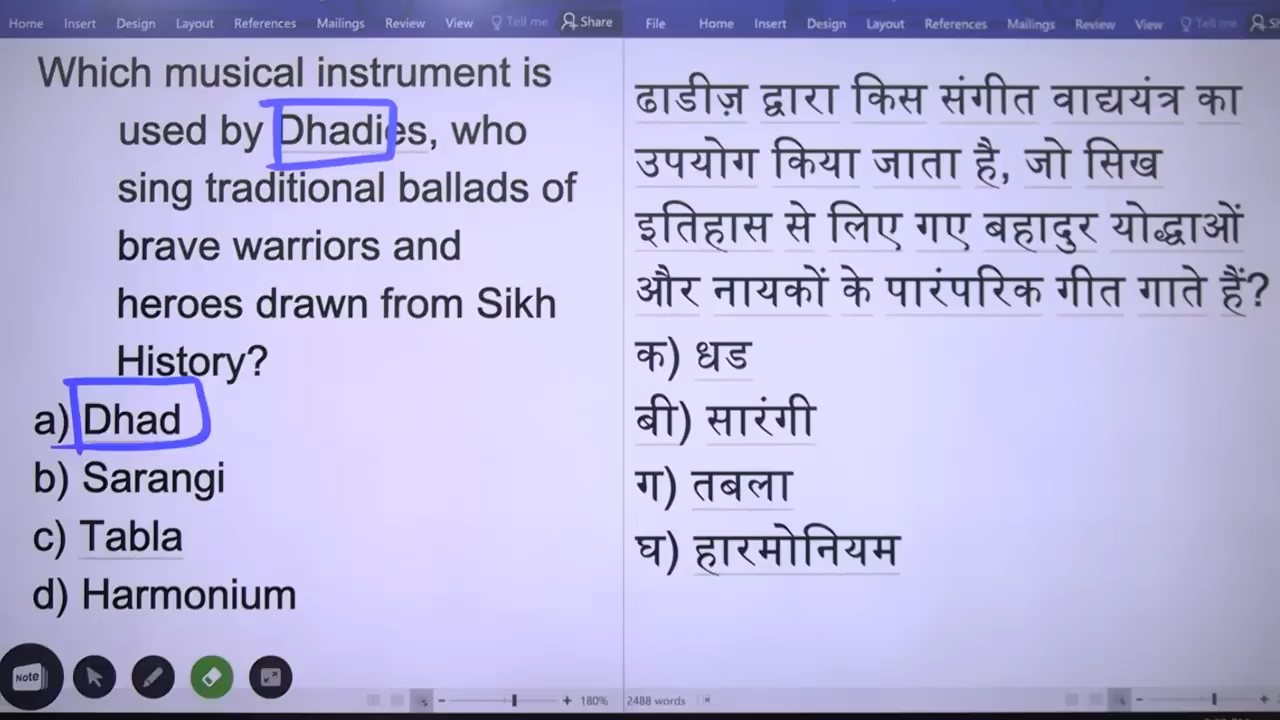 Home Insert Design Layout References Mailings Review View Tell me Share
Which musical instrument is
used by Dhadies, who
sing traditional ballads of
brave warriors and
heroes drawn from Sikh
History?
a) Dhad
b) Sarangi
c) Tabla
d) Harmonium
Note
180%
File Home Insert Design Layout References Mailings Review View Tell me
ढाडीज़ द्वारा किस संगीत वाद्ययंत्र का
उपयोग किया जाता है, जो सिख
इतिहास से लिए गए बहादुर योद्धाओं
और नायकों के पारंपरिक गीत गाते हैं?
क) धड
बी) सारंगी
ग) तबला
घ) हारमोनियम
2488 words